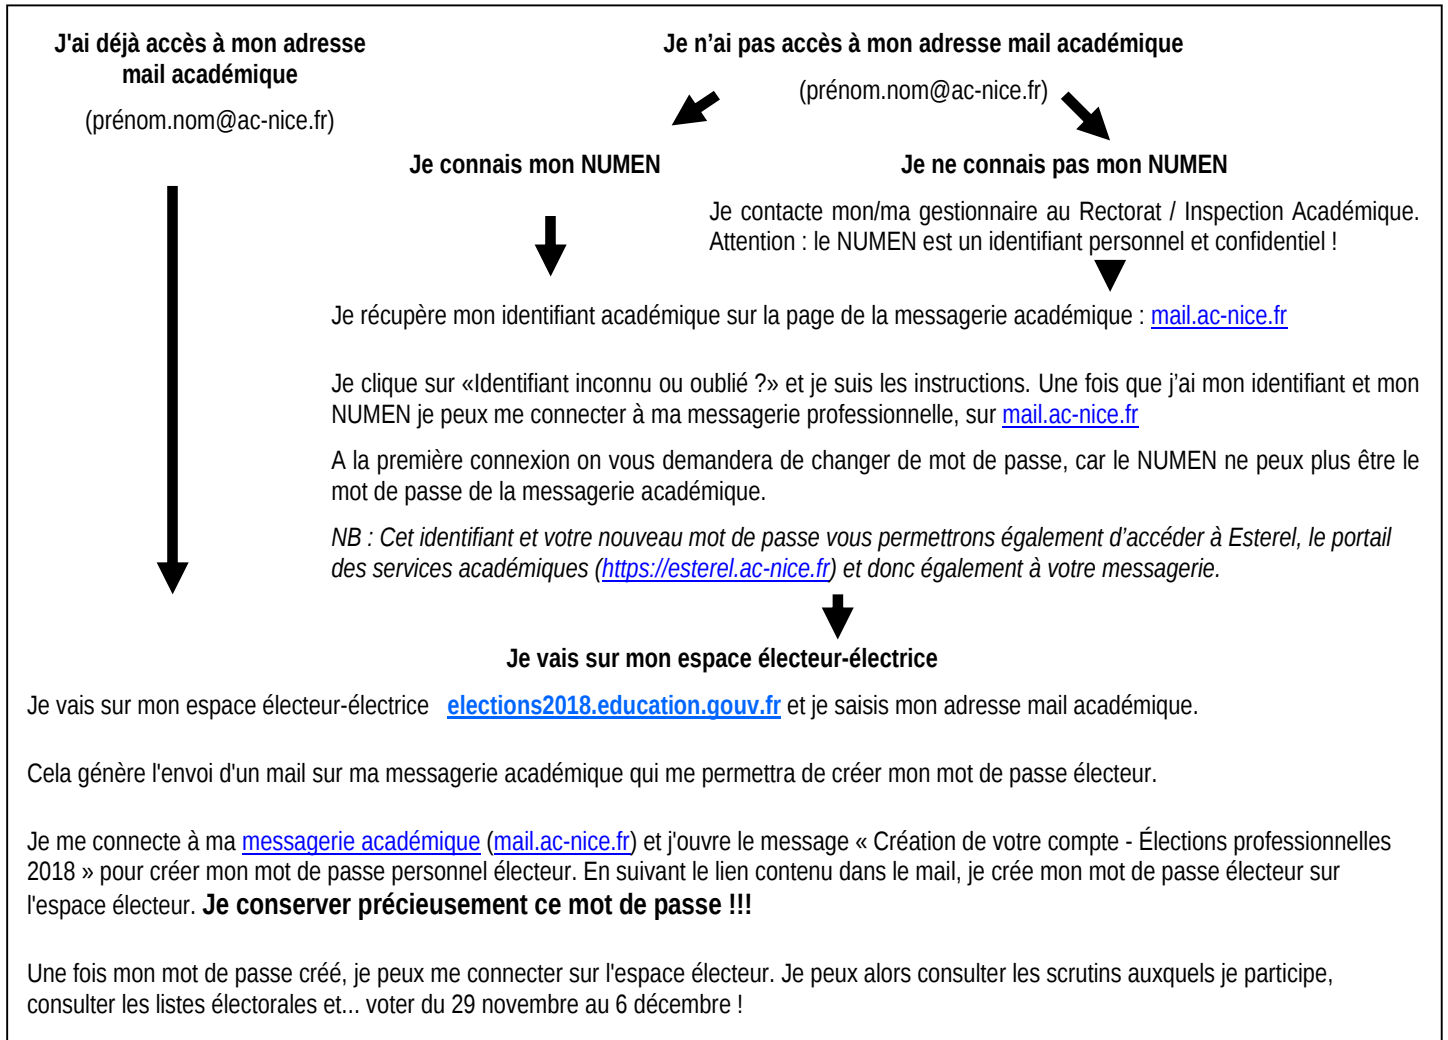 J'ai déjà accès à mon adresse
mail académique
(prénom.nom@ac-nice.fr)
Je n’ai pas accès à mon adresse mail académique
(prénom.nom@ac-nice.fr)
Je connais mon NUMEN
Je ne connais pas mon NUMEN
Je contacte mon/ma gestionnaire au Rectorat / Inspection Académique.
Attention : le NUMEN est un identifiant personnel et confidentiel !
Je récupère mon identifiant académique sur la page de la messagerie académique : mail.ac-nice.fr
Je clique sur «Identifiant inconnu ou oublié ?» et je suis les instructions. Une fois que j’ai mon identifiant et mon
NUMEN je peux me connecter à ma messagerie professionnelle, sur mail.ac-nice.fr
A la première connexion on vous demandera de changer de mot de passe, car le NUMEN ne peux plus être le
mot de passe de la messagerie académique.
NB : Cet identifiant et votre nouveau mot de passe vous permettrons également d’accéder à Esterel, le portail
des services académiques (https://esterel.ac-nice.fr) et donc également à votre messagerie.
Je vais sur mon espace électeur-électrice
Je vais sur mon espace électeur-électrice elections2018.education.gouv.fr et je saisis mon adresse mail académique.
Cela génère l'envoi d'un mail sur ma messagerie académique qui me permettra de créer mon mot de passe électeur.
Je me connecte à ma messagerie académique (mail.ac-nice.fr) et j'ouvre le message « Création de votre compte - Élections professionnelles
2018 » pour créer mon mot de passe personnel électeur. En suivant le lien contenu dans le mail, je crée mon mot de passe électeur sur
l'espace électeur. Je conserver précieusement ce mot de passe !!!
Une fois mon mot de passe créé, je peux me connecter sur l'espace électeur. Je peux alors consulter les scrutins auxquels je participe,
consulter les listes électorales et... voter du 29 novembre au 6 décembre !